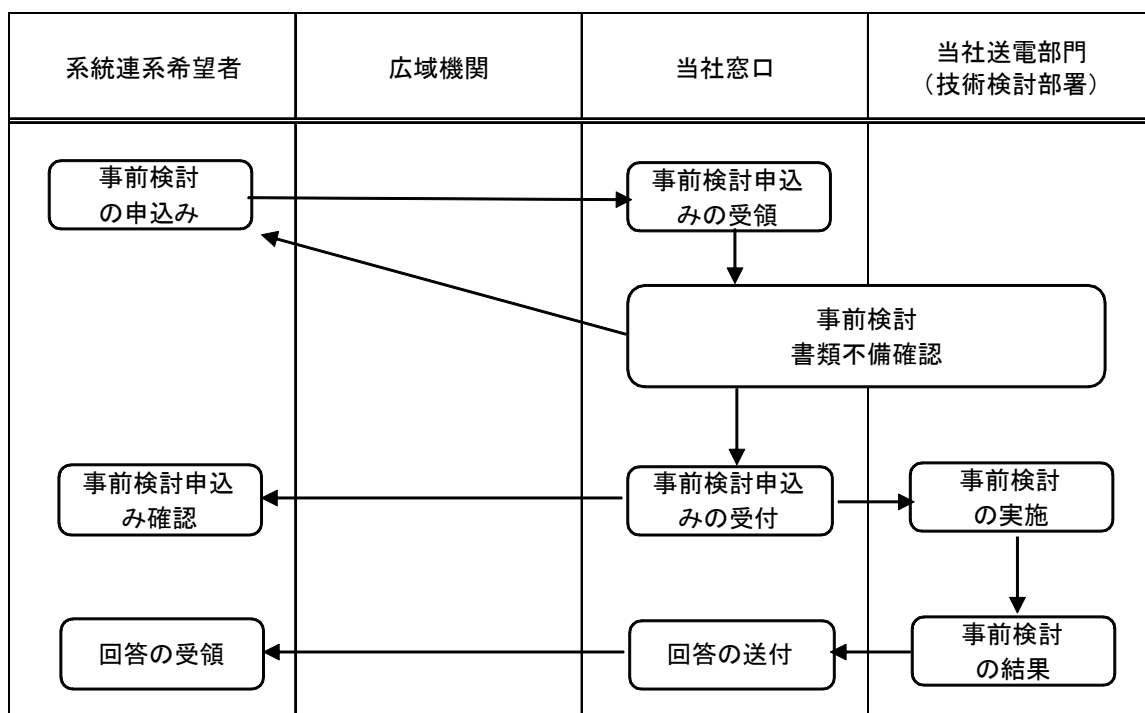 系統連系希望者
広域機関
当社窓口
当社送電部門
（技術検討部署）
事前検討
の申込み
事前検討申込
みの受領
事前検討
書類不備確認
事前検討申込
み確認
事前検討申込
みの受付
事前検討
の実施
回答の受領
回答の送付
事前検討
の結果